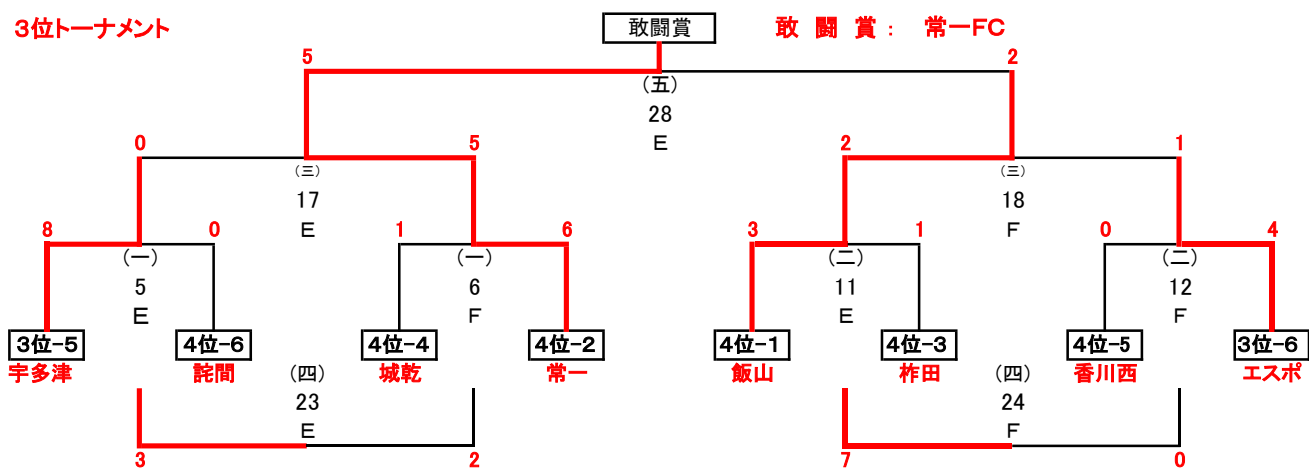 3位トーナメント
敢闘賞
敢 闘 賞 : 常一FC
5
2
(五)
28
E
0
5
2
1
(三)
17
E
(三)
18
F
8
0
1
6
3
1
0
4
(一)
5
E
(一)
6
F
(二)
11
E
(二)
12
F
3位-5
4位-6
4位-4
4位-2
4位-1
4位-3
4位-5
3位-6
宇多津
詫間
城乾
常一
飯山
柞田
香川西
エスポ
(四)
23
E
(四)
24
F
3
2
7
0